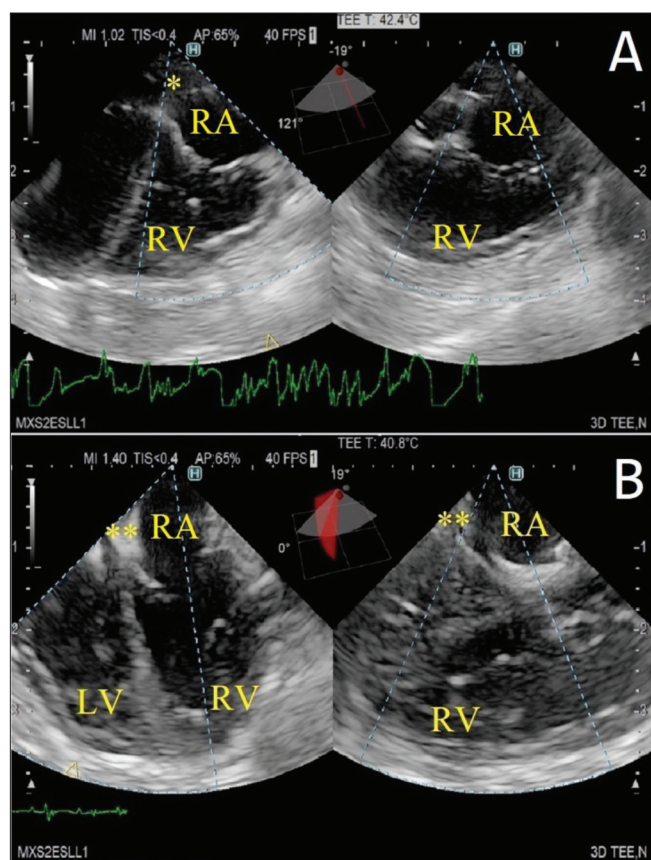 MI 1.02 TIS<0.4 AP:65% 40 FPS 1 TEE T: 42.4°C
A
H
-19°
H
*
RA
RA
121°
1
1
2
2
RV
RV
3
3
MXS2ESLL1
3D TEE,N
MI 1.40 TIS<0.4 AP:65% 40 FPS 1 TEE T: 40.8°C
B
H
19°
H
**
RA
**
RA
0°
1
1
2
2
LV
RV
RV
3
3
MXS2ESLL1
3D TEE,N